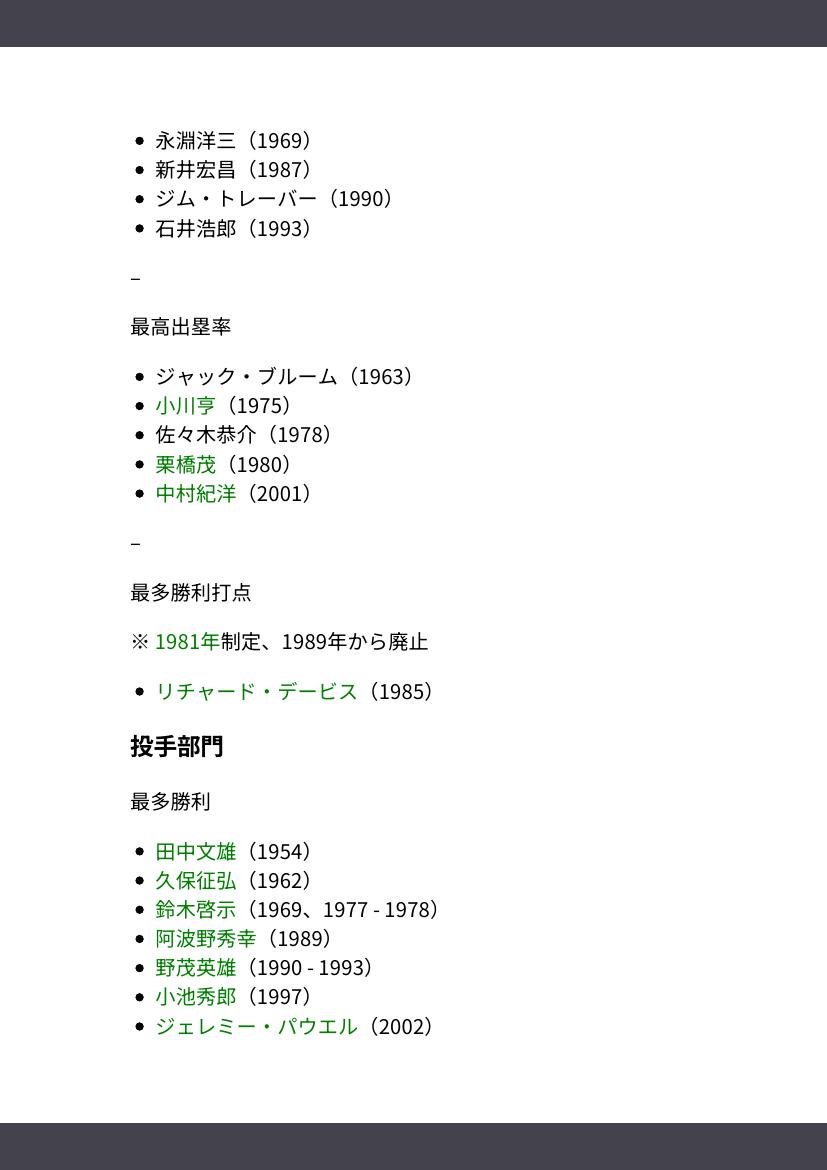 • 永淵洋三（1969）
• 新井宏昌（1987）
• ジム・トレーバー（1990）
• 石井浩郎（1993）
–
最高出塁率
• ジャック・ブルーム（1963）
• 小川亨（1975）
• 佐々木恭介（1978）
• 栗橋茂（1980）
• 中村紀洋（2001）
–
最多勝利打点
※ 1981年制定、1989年から廃止
• リチャード・デービス（1985）
投手部門
最多勝利
• 田中文雄（1954）
• 久保征弘（1962）
• 鈴木啓示（1969、1977 - 1978）
• 阿波野秀幸（1989）
• 野茂英雄（1990 - 1993）
• 小池秀郎（1997）
• ジェレミー・パウエル（2002）